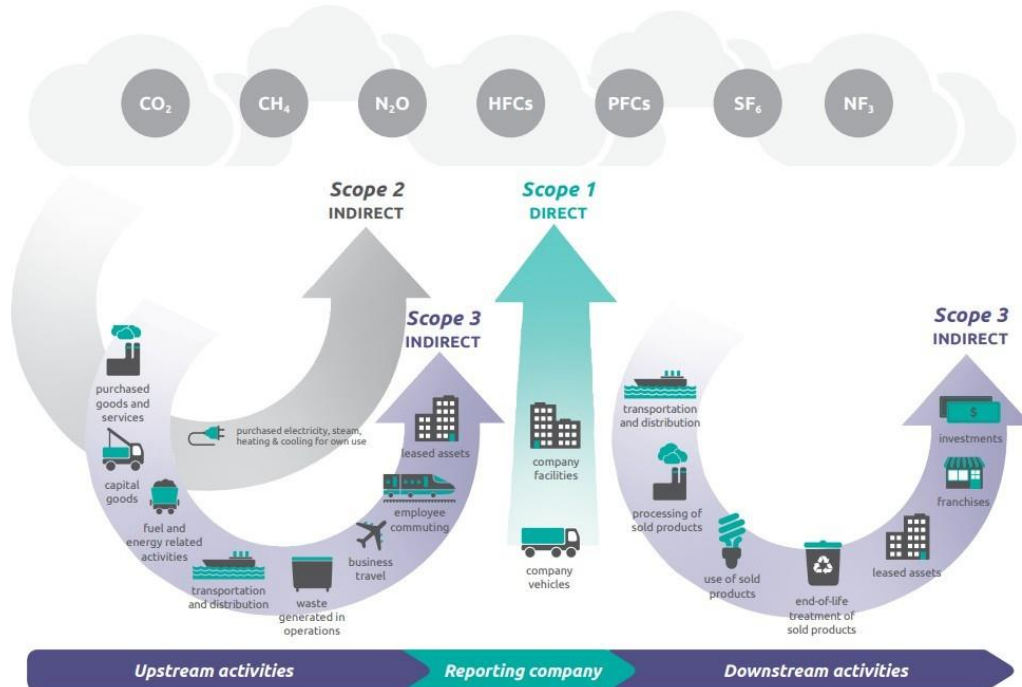 CO₂
CH₄
N₂O
HFCs
PFCs
SF₆
NF₃
Scope 2
INDIRECT
Scope 1
DIRECT
Scope 3
INDIRECT
Scope 3
INDIRECT
purchased
goods and
services
capital
goods
fuel and
energy related
activities
purchased electricity, steam,
heating & cooling for own use
transportation
and distribution
waste
generated in
operations
business
travel
employee
commuting
leased assets
company
facilities
company
vehicles
transportation
and distribution
processing of
sold products
use of sold
products
end-of-life
treatment of
sold products
leased assets
franchises
$
investments
Upstream activities
Reporting company
Downstream activities